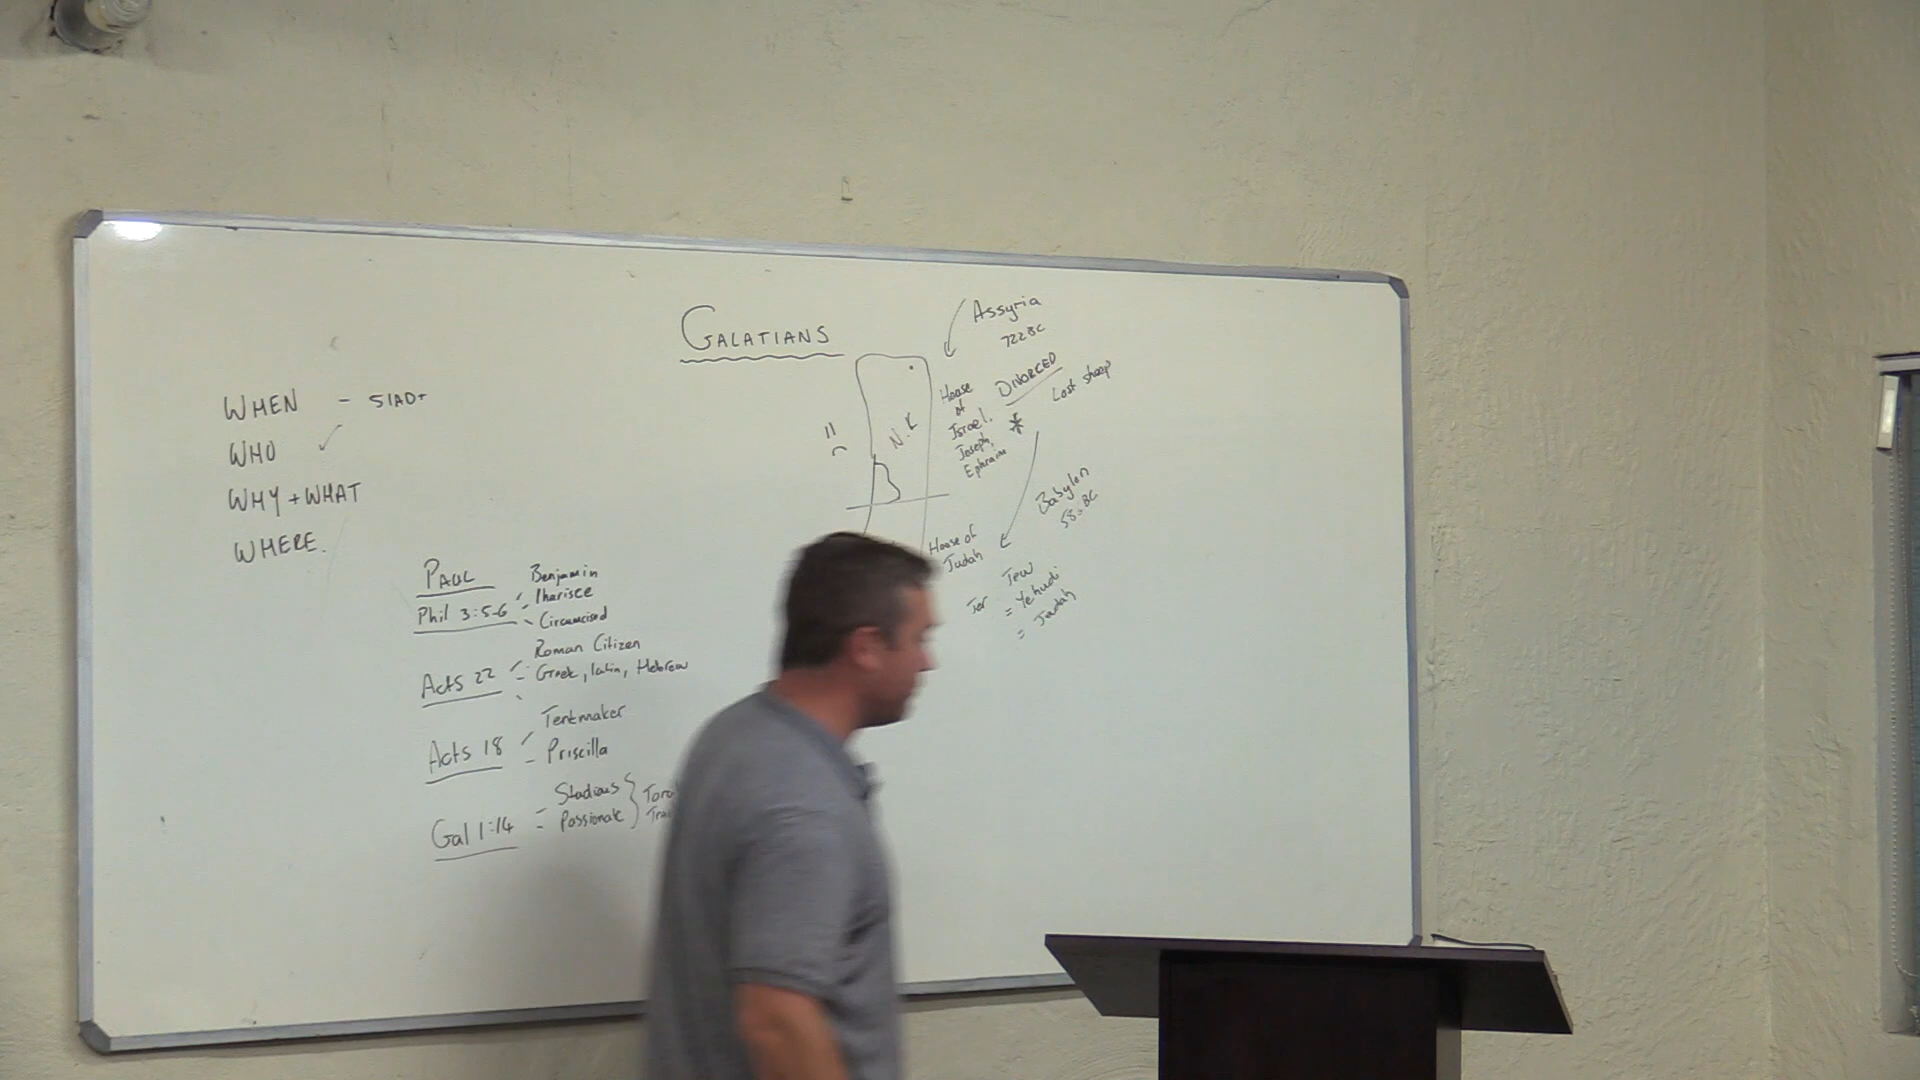 GALATIANS
WHEN - 51AD+
WHO ✓
WHY + WHAT
WHERE.
PAUL
Phil 3:5-6
- Benjamin
- Pharisee
- Circumcised
Acts 22
- Roman Citizen
- Greek, Latin, Hebrew
-
Acts 18
- Tentmaker
- Priscilla
Gal 1:14
- Studious
- Passionate
}
Assyria
722BC
DIVORCED
*
Lost sheep
N.K
House
of
Israel.
Joseph,
Ephraim
Babylon
House of
Judah
Jew
= Yehudi
= Judah